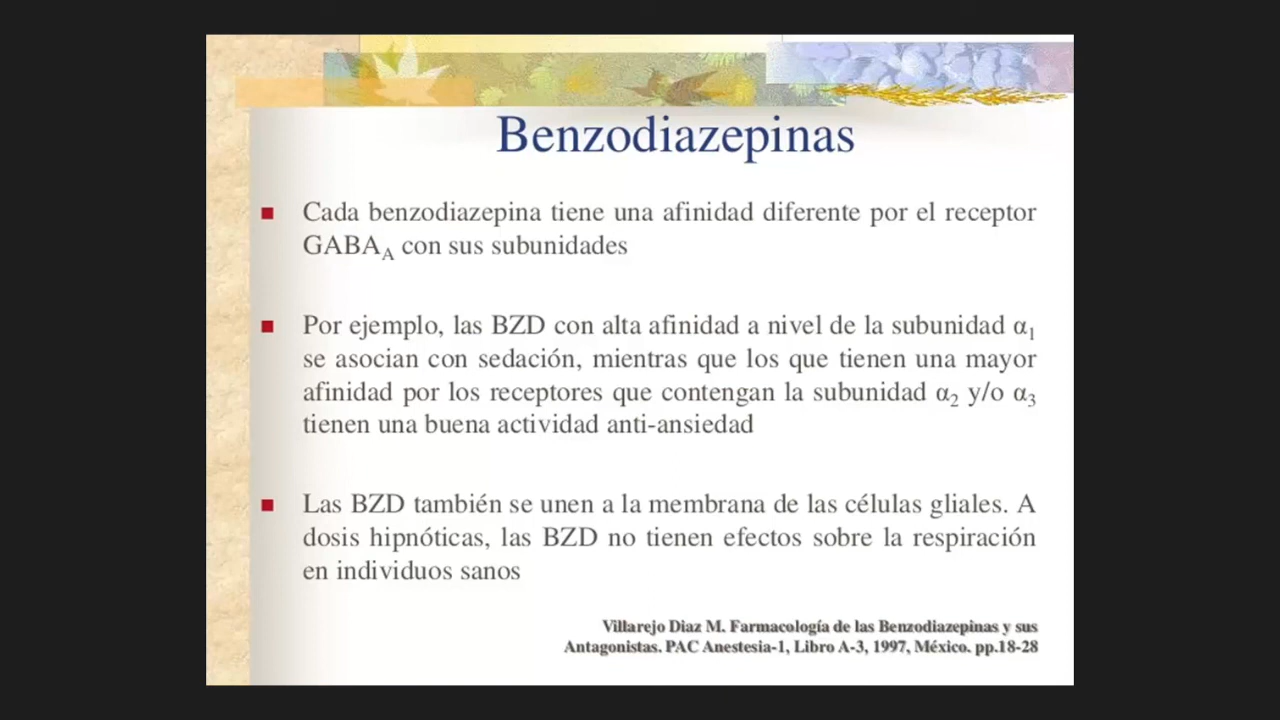 Benzodiazepinas
■ Cada benzodiazepina tiene una afinidad diferente por el receptor
GABA_A con sus subunidades
■ Por ejemplo, las BZD con alta afinidad a nivel de la subunidad α₁
se asocian con sedación, mientras que los que tienen una mayor
afinidad por los receptores que contengan la subunidad α₂ y/o α₃
tienen una buena actividad anti-ansiedad
■ Las BZD también se unen a la membrana de las células gliales. A
dosis hipnóticas, las BZD no tienen efectos sobre la respiración
en individuos sanos
Villarejo Diaz M. Farmacología de las Benzodiazepinas y sus
Antagonistas. PAC Anestesia-1, Libro A-3, 1997, México. pp.18-28